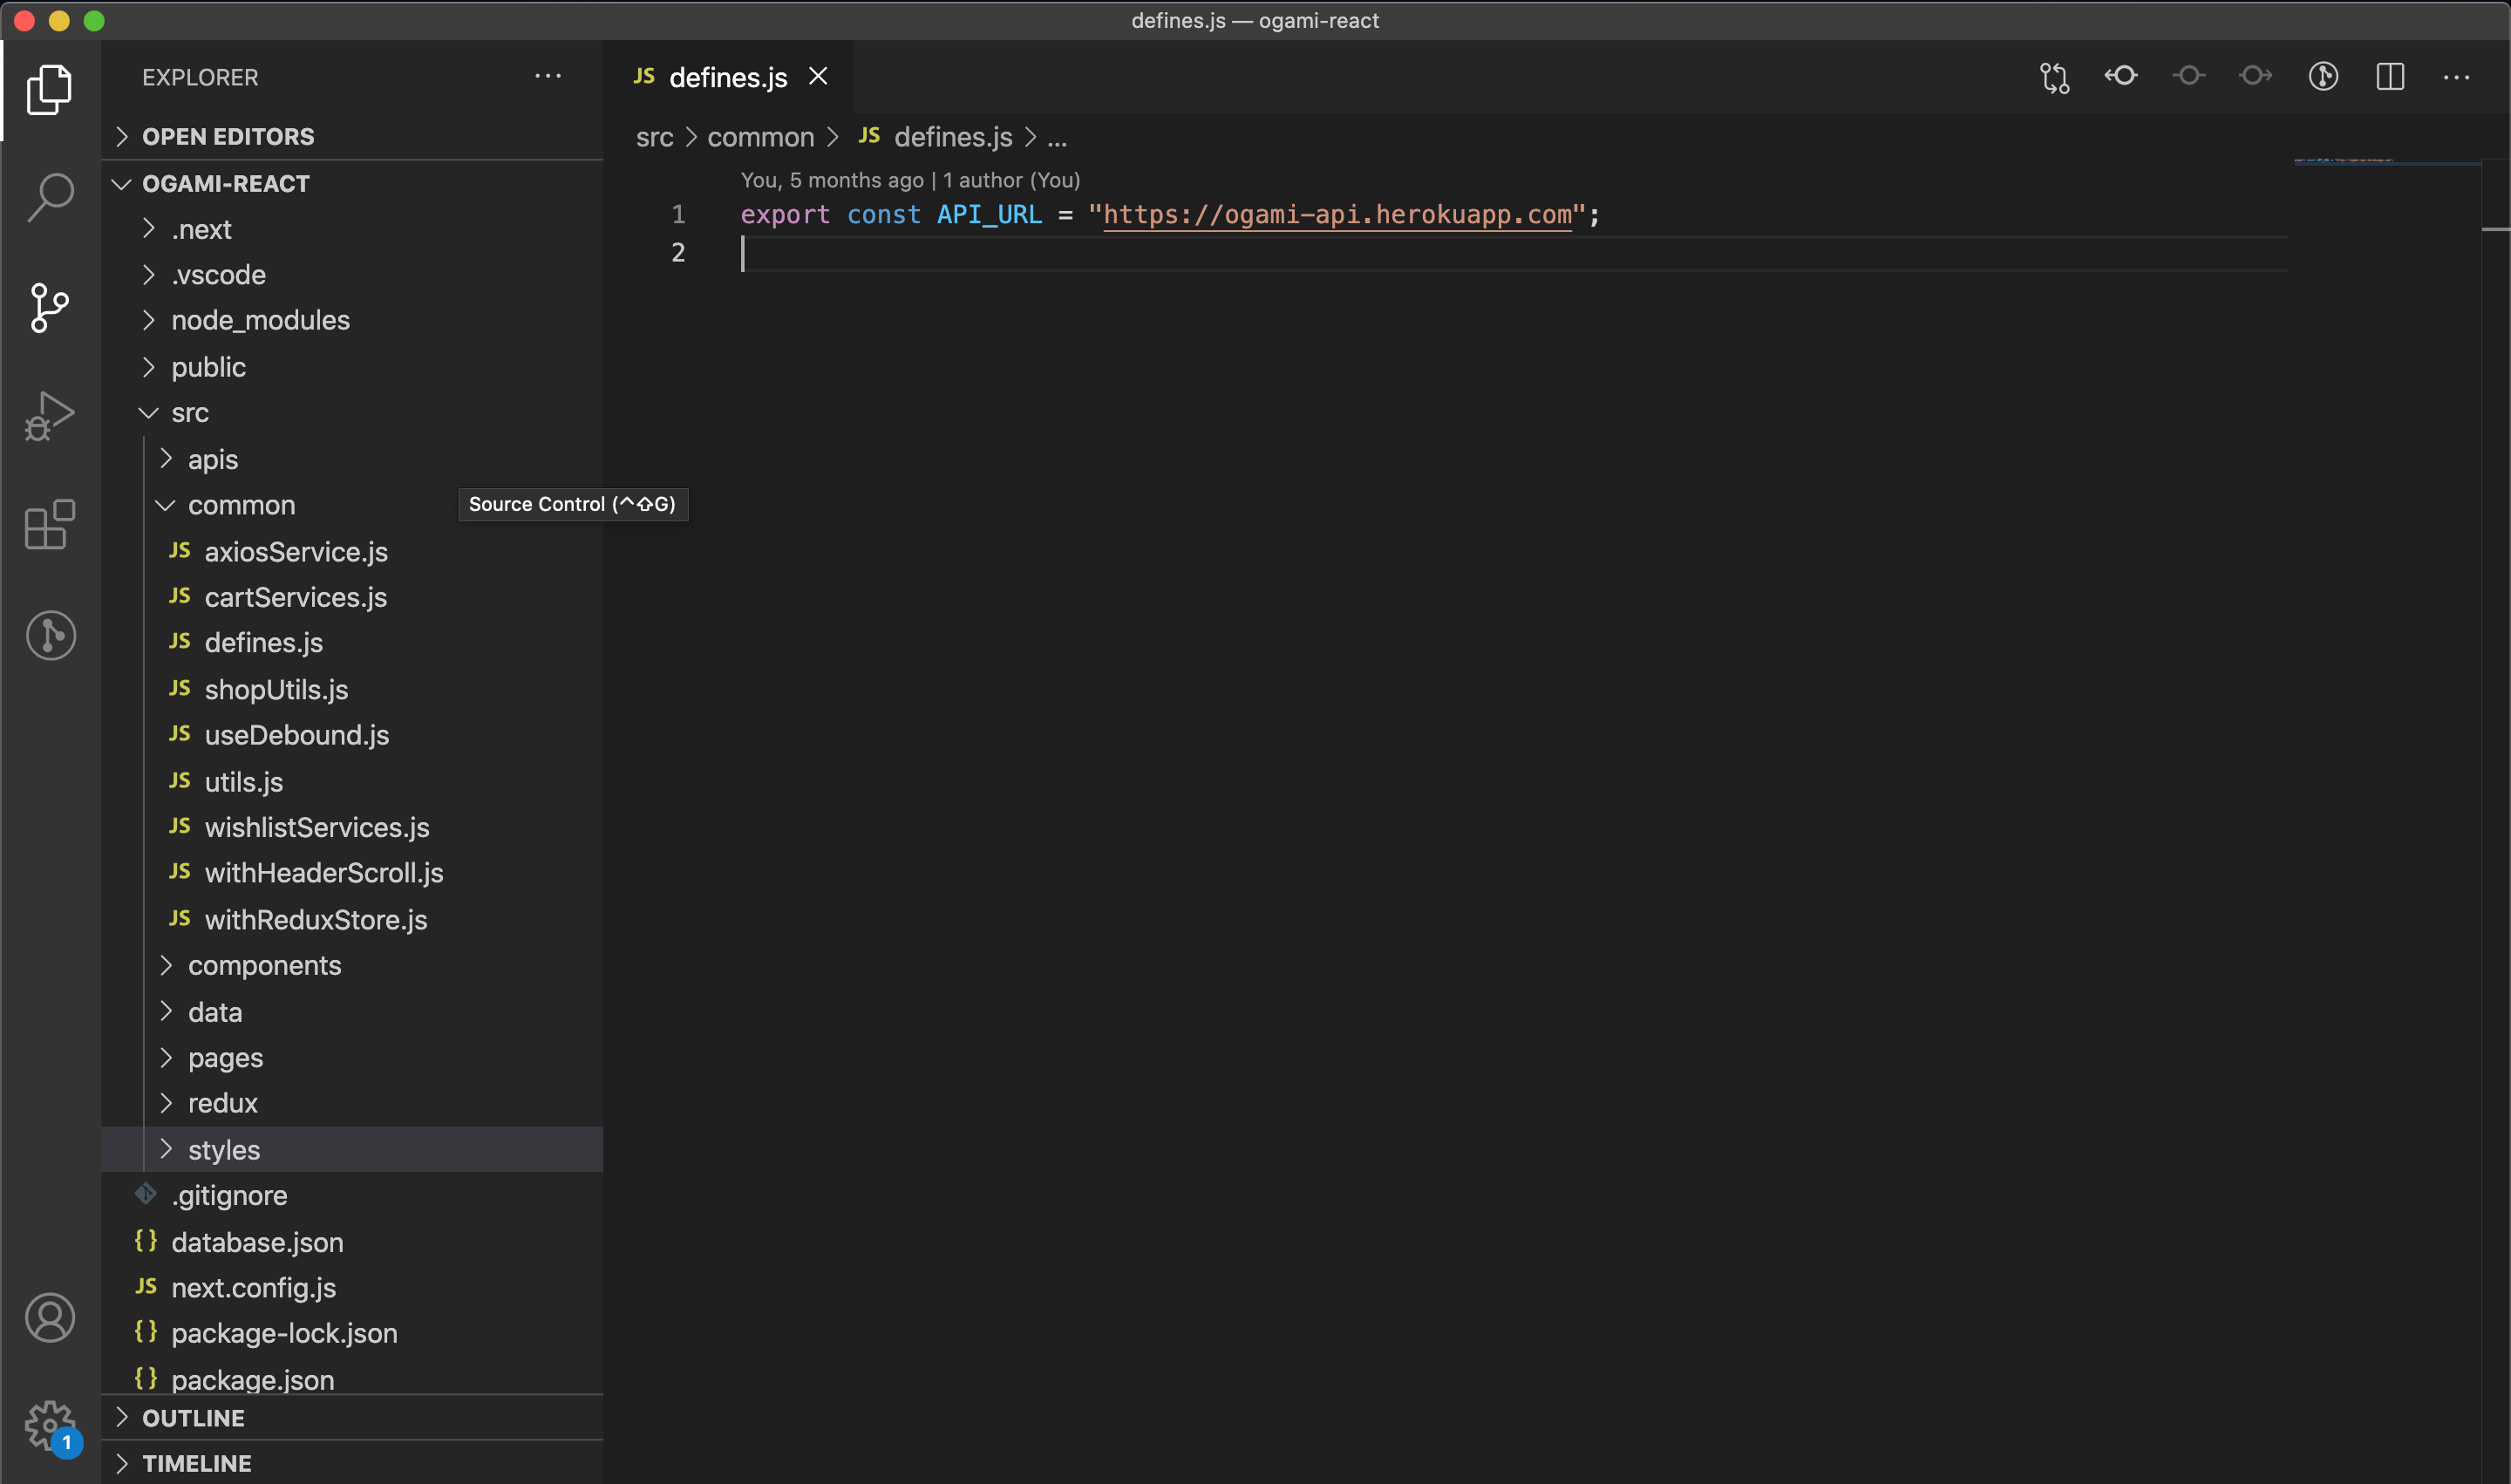 defines.js — ogami-react
EXPLORER
OPEN EDITORS
OGAMI-REACT
.next
.vscode
node_modules
public
src
apis
common
Source Control (^⇧G)
JS axiosService.js
JS cartServices.js
JS defines.js
JS shopUtils.js
JS useDebound.js
JS utils.js
JS wishlistServices.js
JS withHeaderScroll.js
JS withReduxStore.js
components
data
pages
redux
styles
.gitignore
{} database.json
JS next.config.js
{} package-lock.json
{} package.json
OUTLINE
TIMELINE
1
JS defines.js
src > common > JS defines.js > ...
You, 5 months ago | 1 author (You)
1 export const API_URL = "https://ogami-api.herokuapp.com";
2